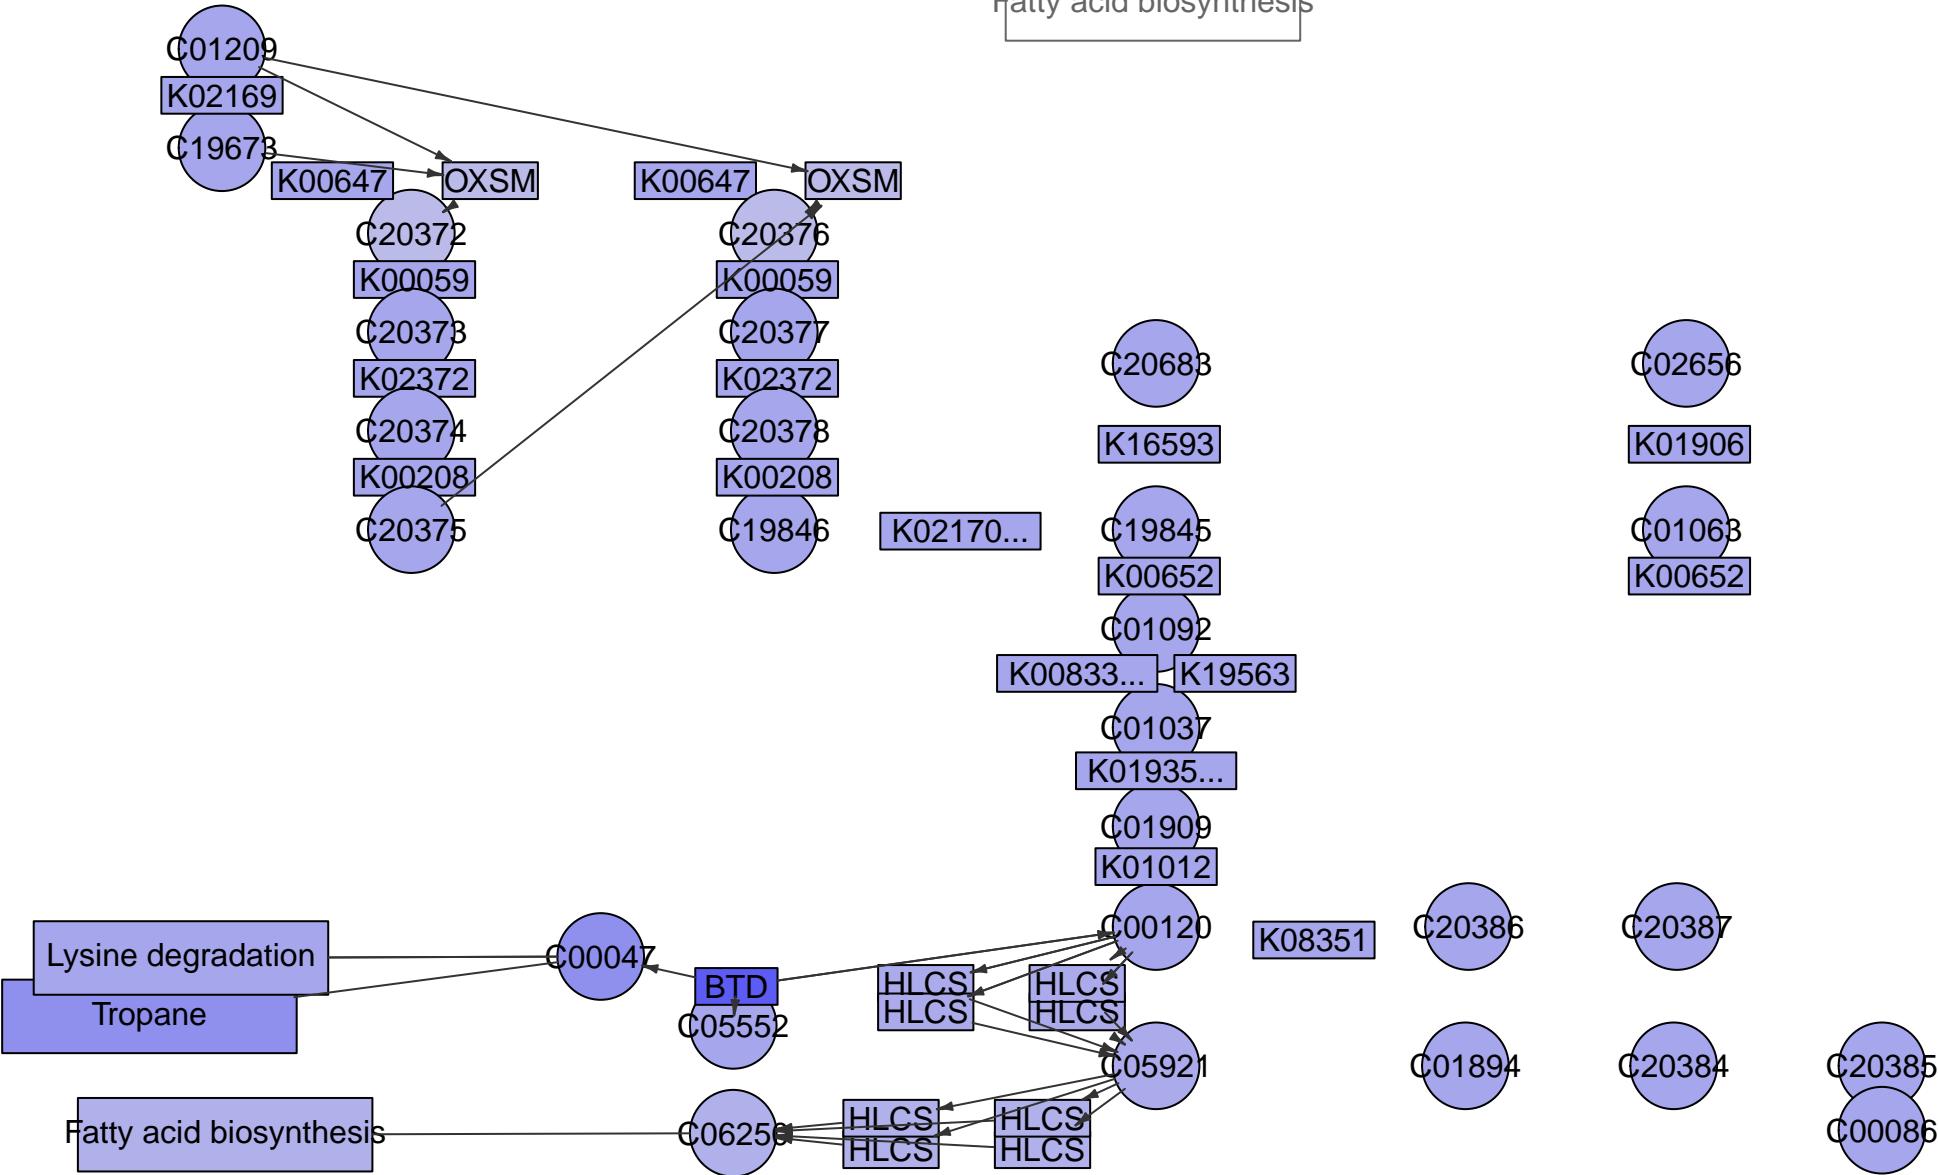 Fatty acid biosynthesis
C01209
K02169
C19673
K00647
OXSM
K00647
OXSM
C20372
C20376
K00059
K00059
C20373
C20377
C20683
C02656
K02372
K02372
C20374
C20378
K16593
K01906
K00208
K00208
C20375
C19846
K02170...
C19845
C01063
K00652
K00652
C01092
K00833...
K19563
C01037
K01935...
C01909
K01012
C00120
K08351
C20386
C20387
Lysine degradation
C00047
BTD
HLCS
HLCS
Tropane
C05552
HLCS
HLCS
C05921
C01894
C20384
C20385
Fatty acid biosynthesis
C06250
HLCS
HLCS
C00086
HLCS
HLCS